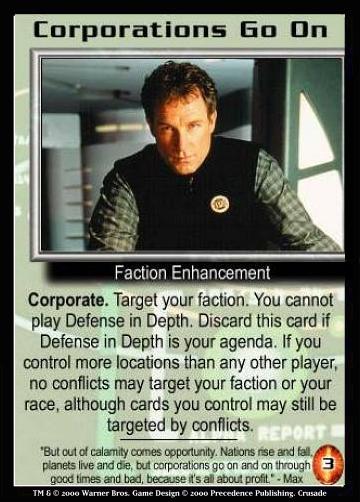 Corporations Go On
Faction Enhancement
Corporate. Target your faction. You cannot
play Defense in Depth. Discard this card if
Defense in Depth is your agenda. If you
control more locations than any other player,
no conflicts may target your faction or your
race, although cards you control may still be
targeted by conflicts.
"But out of calamity comes opportunity. Nations rise and fall,
planets live and die, but corporations go on and on through
good times and bad, because it's all about profit." - Max
3
TM & © 2000 Warner Bros. Game Design © 2000 Precedence Publishing. Crusade